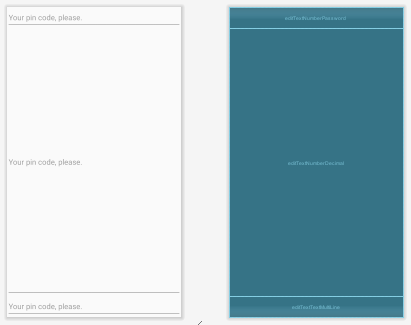 Your pin code, please.
editTextNumberPassword
Your pin code, please.
editTextNumberDecimal
Your pin code, please.
editTextTextMultiLine